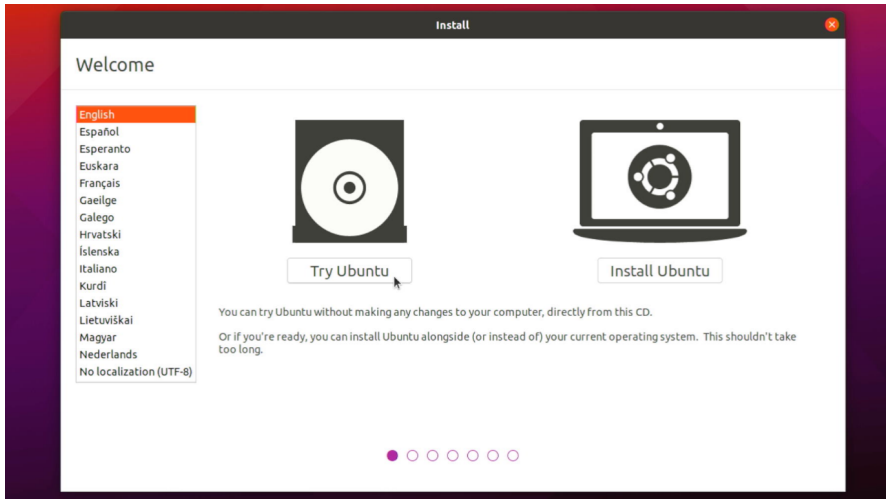 Install
Welcome
English
Español
Esperanto
Euskara
Français
Gaeilge
Galego
Hrvatski
Íslenska
Italiano
Kurdî
Latviski
Lietuviškai
Magyar
Nederlands
No localization (UTF-8)
Try Ubuntu
Install Ubuntu
You can try Ubuntu without making any changes to your computer, directly from this CD.
Or if you're ready, you can install Ubuntu alongside (or instead of) your current operating system. This shouldn't take
too long.